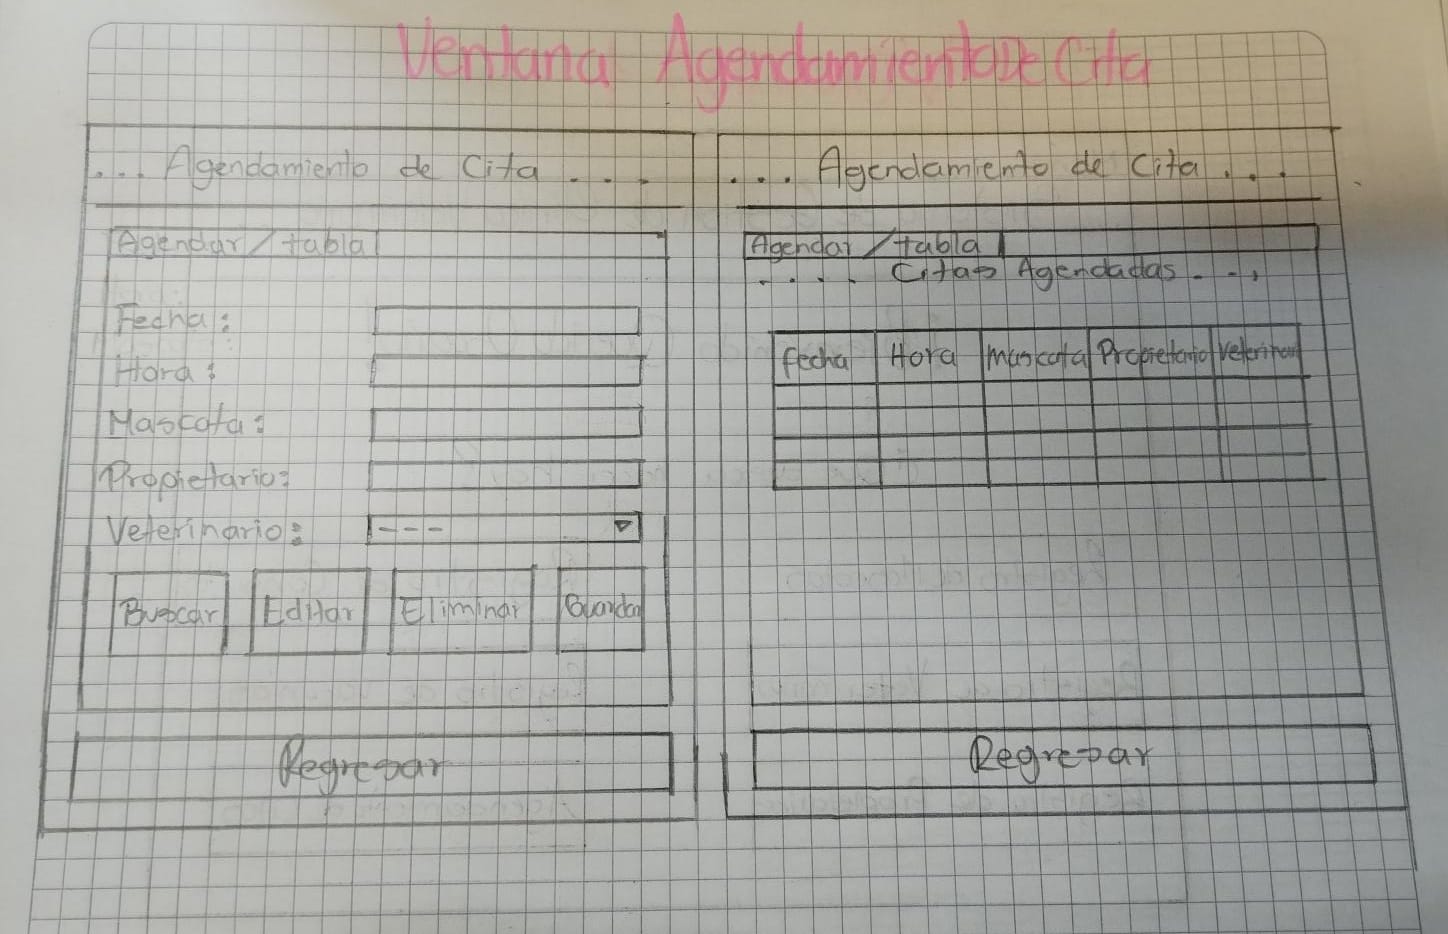 Ventana Agendamiento De Cita
... Agendamiento de Cita ...
Agendar / tabla
Fecha:
Hora:
Mascota:
Propietario:
Veterinario: ---
Buscar Editar Eliminar Guardar
Regresar
... Agendamiento de Cita ...
Agendar / tabla
.... Citas Agendadas ...
fecha Hora mascota Propietario Veterinario
Regresar